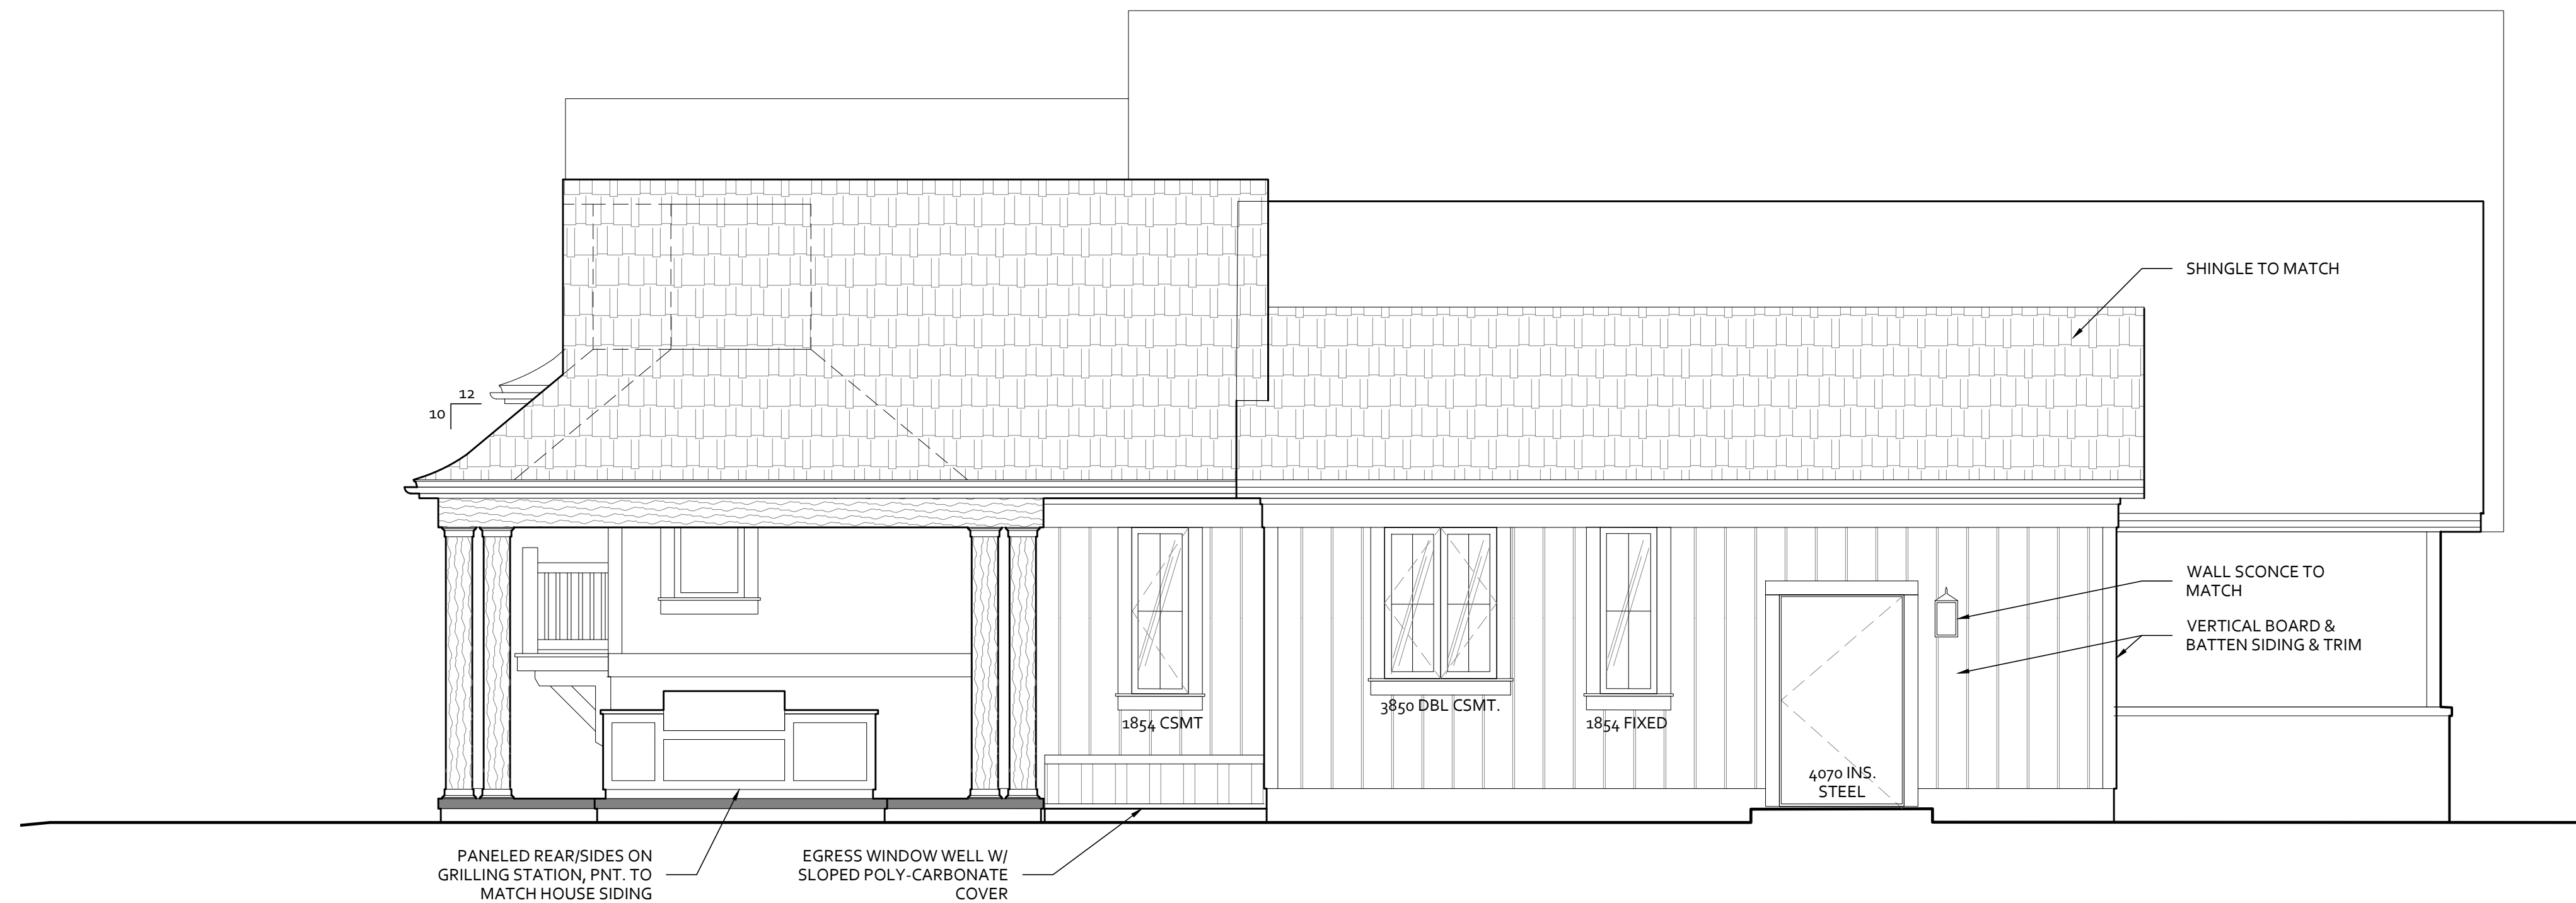 SHINGLE TO MATCH
12
10
WALL SCONCE TO
MATCH
VERTICAL BOARD &
BATTEN SIDING & TRIM
1854 CSMT
3850 DBL CSMT.
1854 FIXED
4070 INS.
STEEL
PANELED REAR/SIDES ON
GRILLING STATION, PNT. TO
MATCH HOUSE SIDING
EGRESS WINDOW WELL W/
SLOPED POLY-CARBONATE
COVER